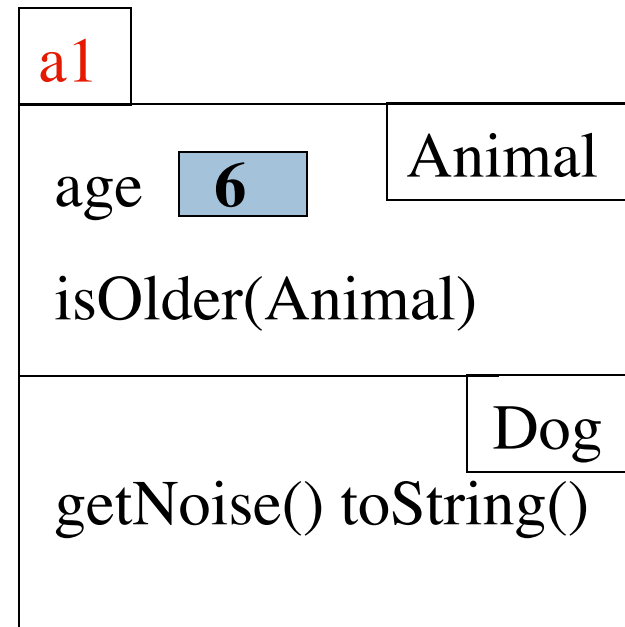 a1
Animal
age 6
isOlder(Animal)
Dog
getNoise() toString()